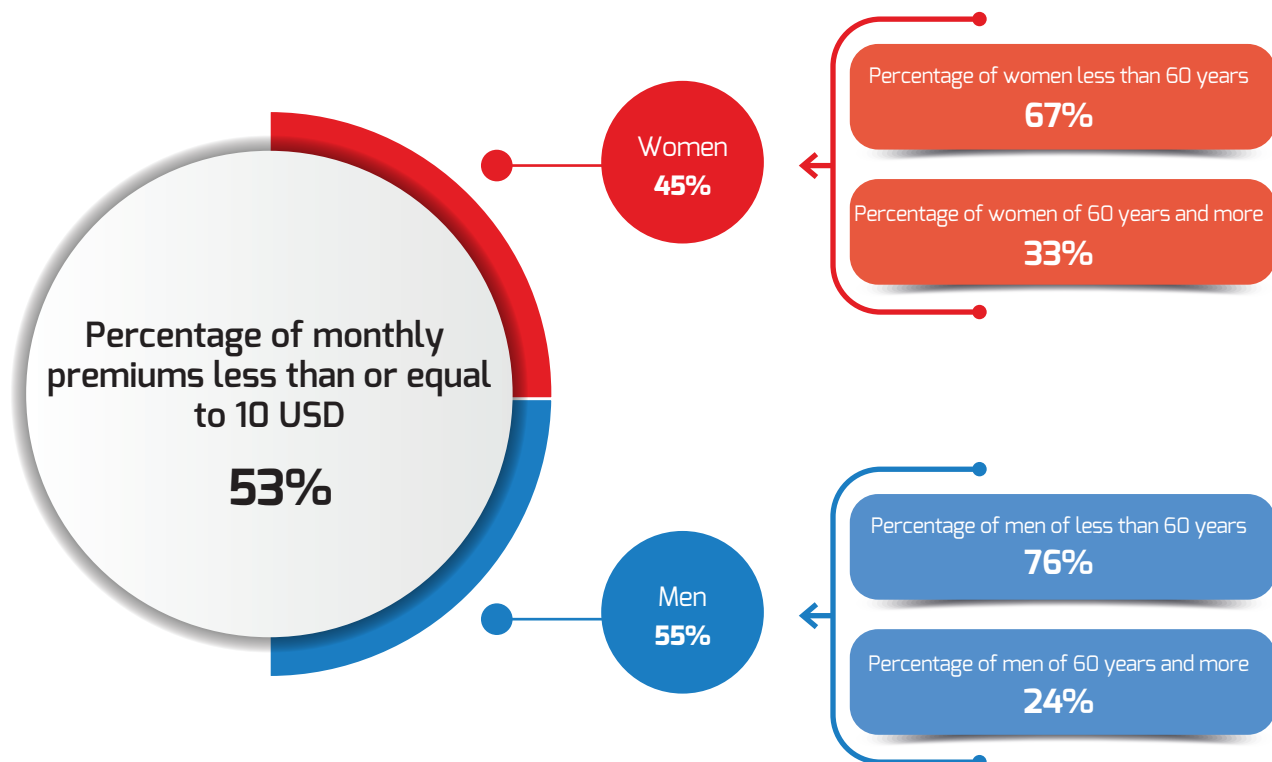 Percentage of monthly
premiums less than or equal
to 10 USD
53%
Women
45%
Percentage of women less than 60 years
67%
Percentage of women of 60 years and more
33%
Men
55%
Percentage of men of less than 60 years
76%
Percentage of men of 60 years and more
24%